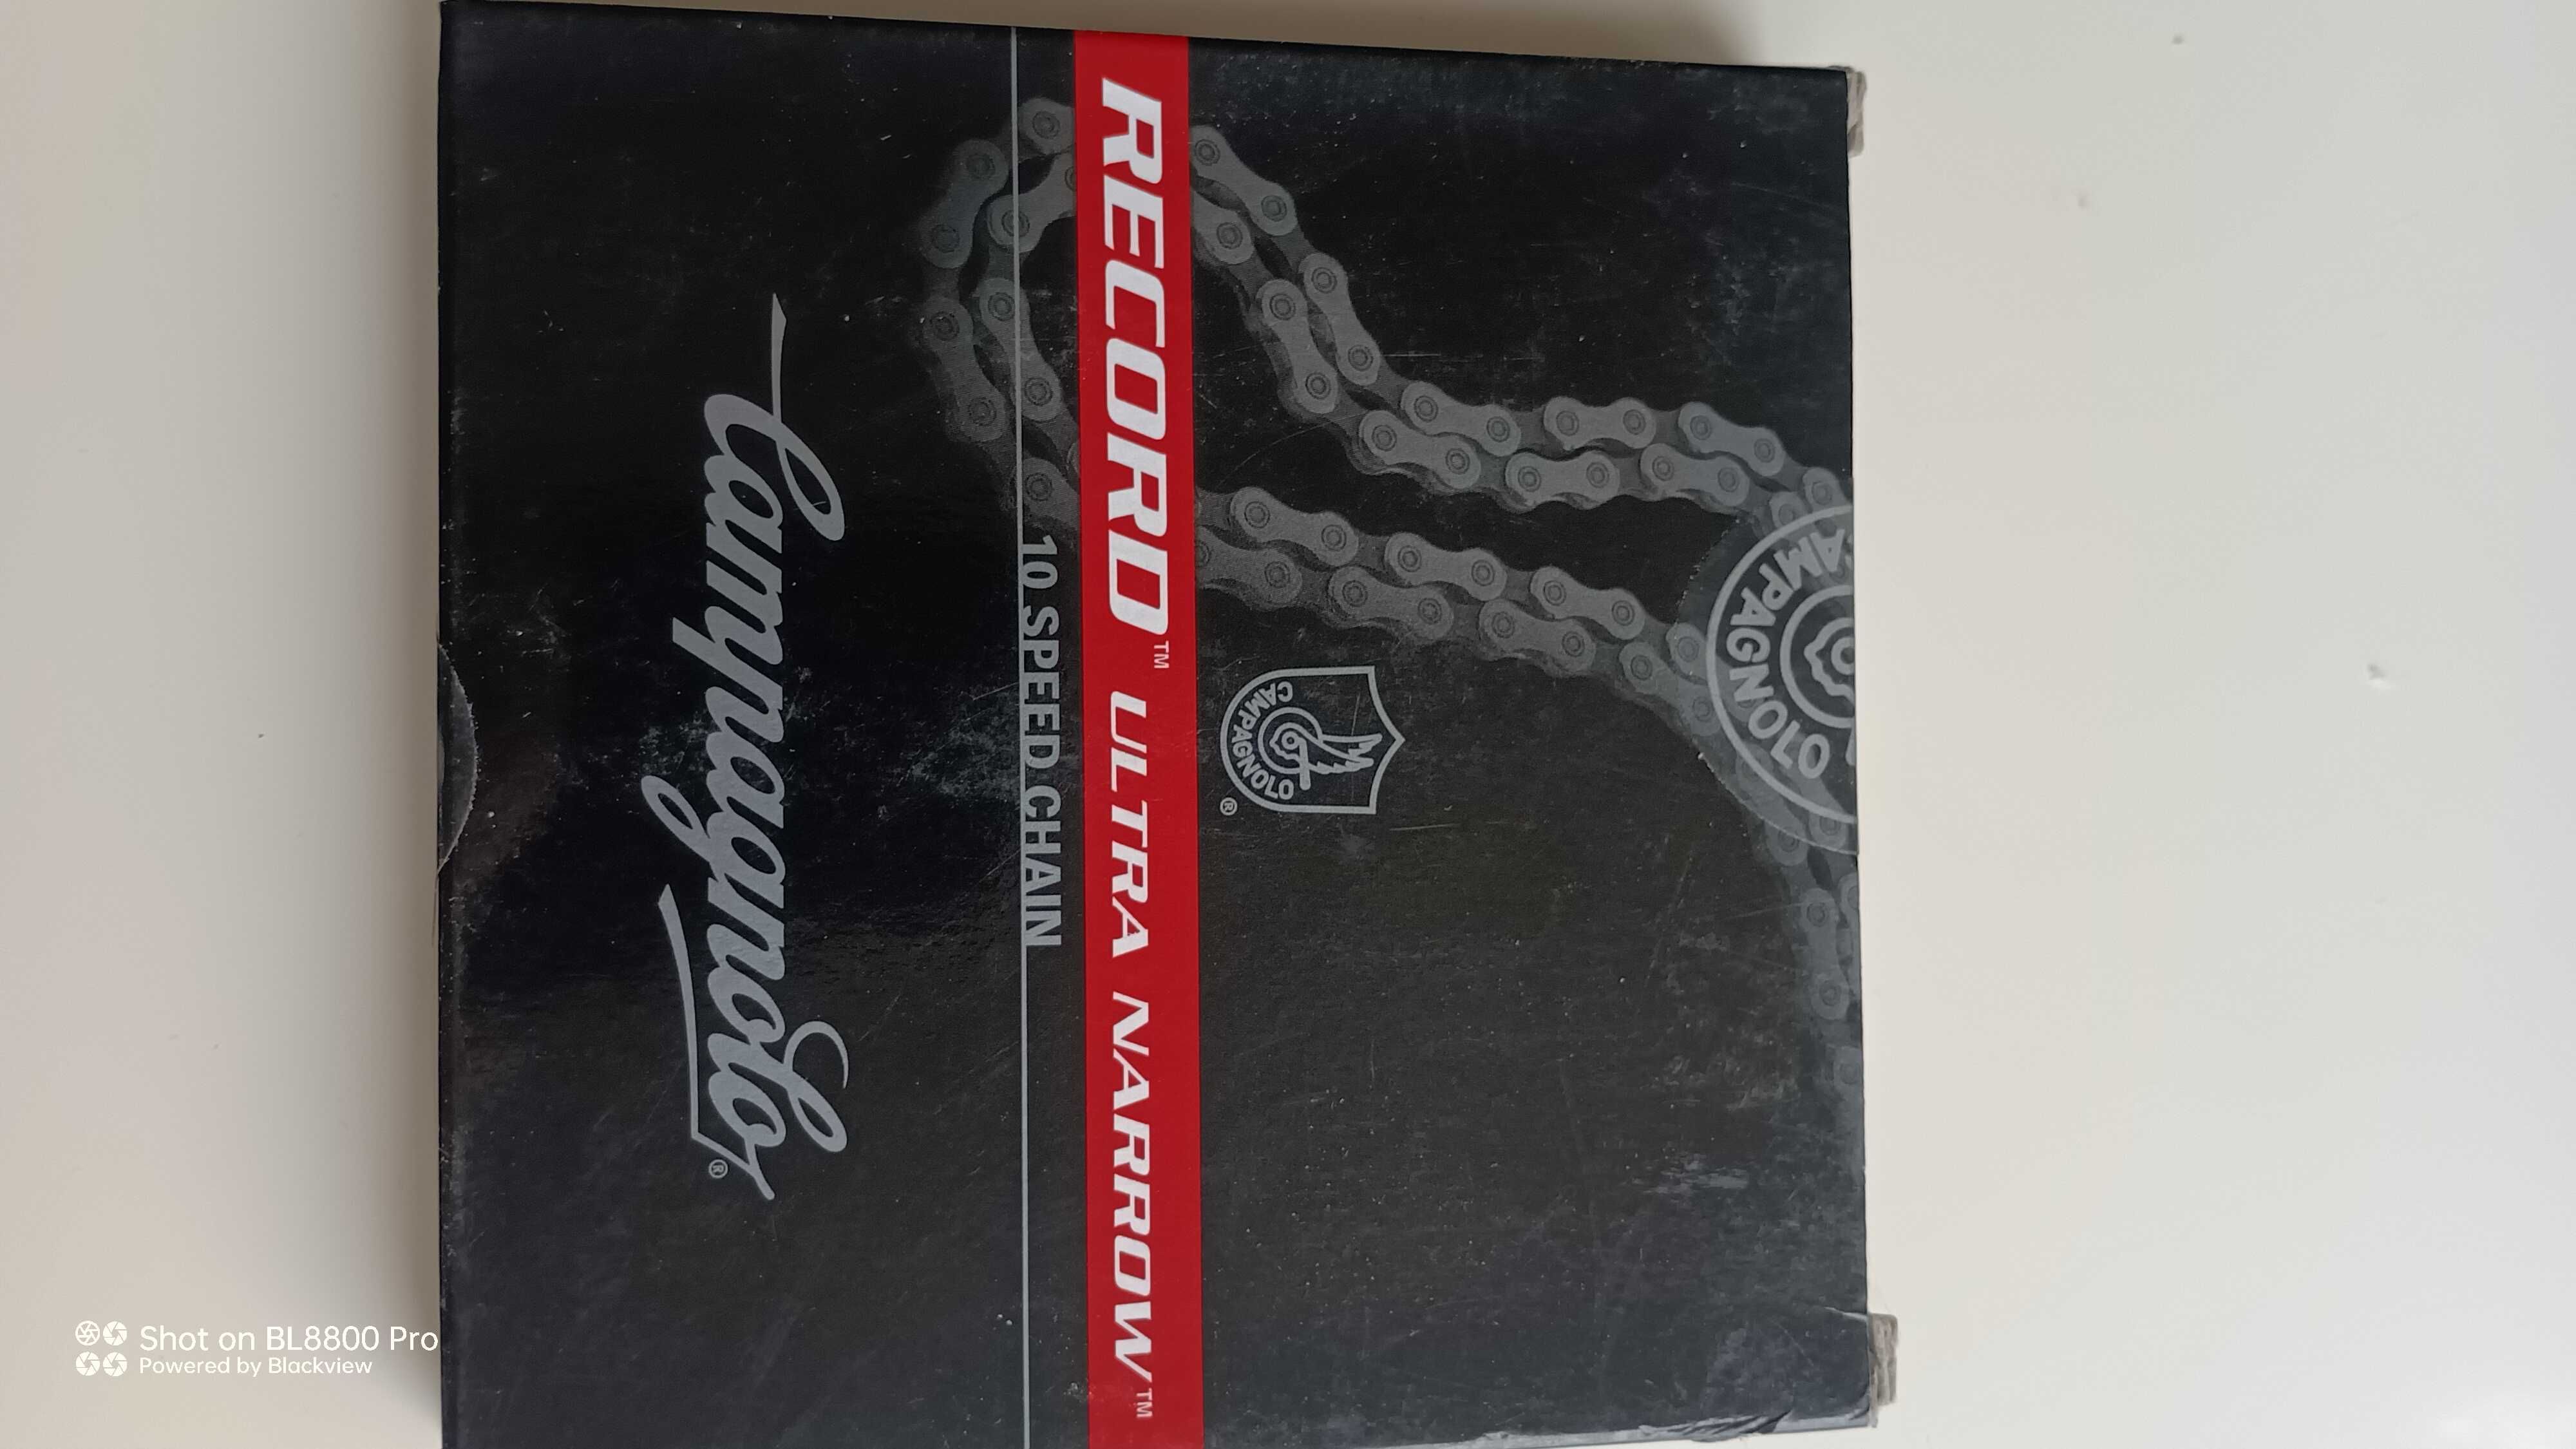 CAMPAGNOLO
CAMPAGNOLO
®
RECORD™ ULTRA NARROW™
10 SPEED CHAIN
Campagnolo®
Shot on BL8800 Pro
Powered by Blackview